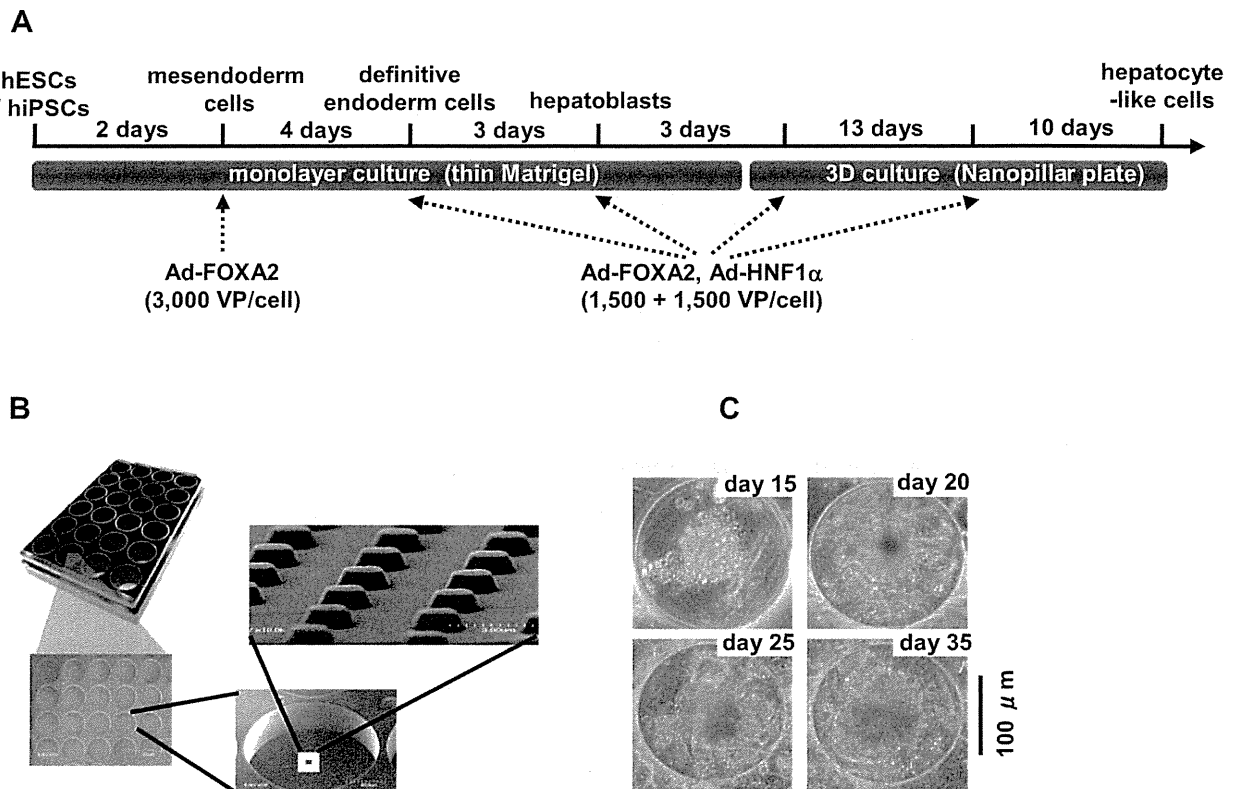 A
hESCs
hiPSCs
mesendoderm
cells
definitive
endoderm cells
hepatoblasts
hepatocyte
-like cells
2 days
4 days
3 days
3 days
13 days
10 days
monolayer culture (thin Matrigel)
3D culture (Nanopillar plate)
Ad-FOXA2
(3,000 VP/cell)
Ad-FOXA2, Ad-HNF1α
(1,500 + 1,500 VP/cell)
B
C
day 15
day 20
day 25
day 35
100 μm